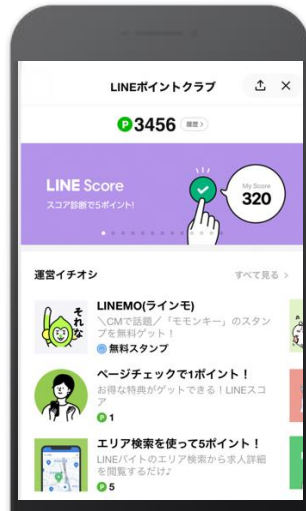 LINEポイントクラブ
P 3456 履歴 >
LINE Score
スコア診断で5ポイント!
My Score
320
運営イチオシ
すべて見る >
それな
LINEMO(ラインモ)
＼CMで話題／「モモンキー」のスタン
プを無料ゲット！
無料スタンプ
ページチェックで1ポイント！
お得な特典がゲットできる！LINEスコ
ア
P 1
エリア検索を使って5ポイント！
LINEバイトのエリア検索から求人詳細
を閲覧するだけ♪
P 5